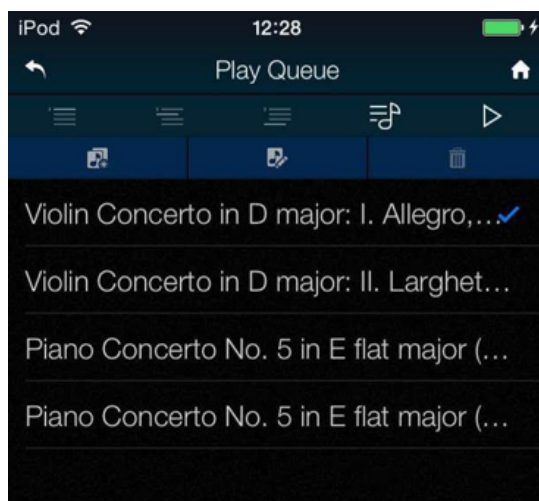 iPod 12:28
Play Queue
Violin Concerto in D major: I. Allegro,...
Violin Concerto in D major: II. Larghet...
Piano Concerto No. 5 in E flat major (...
Piano Concerto No. 5 in E flat major (...